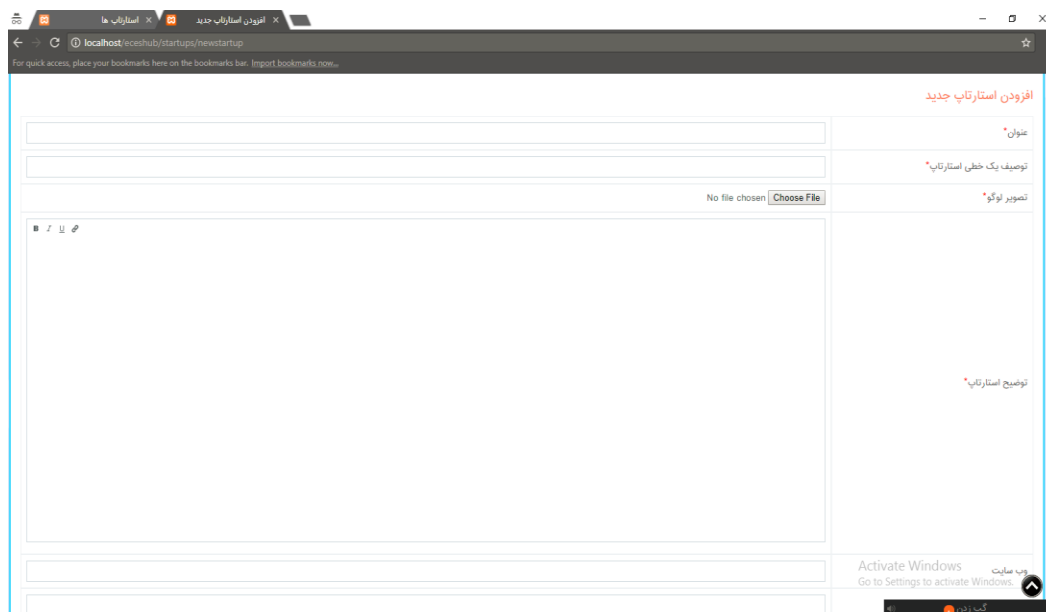 افزودن استارتاپ جدید ×
استارتاپ ها ×
localhost/eceshub/startups/newstartup
For quick access, place your bookmarks here on the bookmarks bar. Import bookmarks now...
افزودن استارتاپ جدید
عنوان*
توصیف یک خطی استارتاپ*
تصویر لوگو*
Choose File No file chosen
B I U
توضیح استارتاپ*
وب سایت
Activate Windows
Go to Settings to activate Windows.
گپ زدن